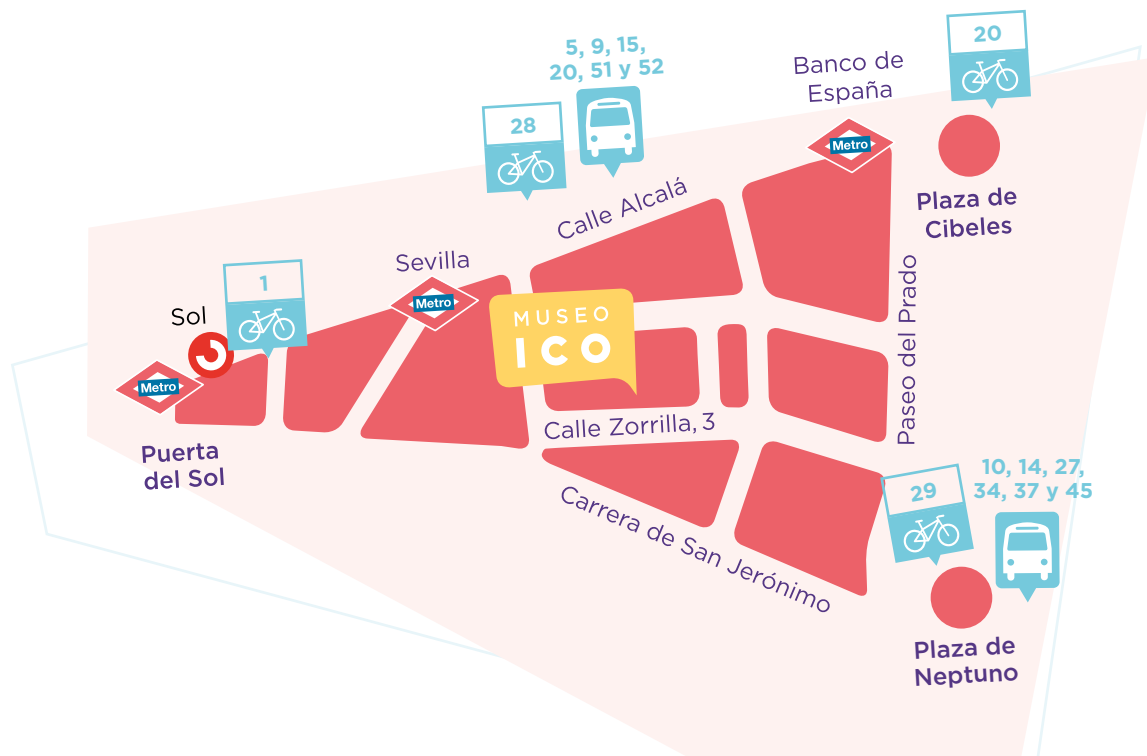 20
5, 9, 15,
20, 51 y 52
Banco de
España
28
Metro
Plaza de
Cibeles
Calle Alcalá
Sevilla
Metro
1
Sol
MUSEO
ICO
Paseo del Prado
Metro
Calle Zorrilla, 3
Puerta
del Sol
10, 14, 27,
34, 37 y 45
29
Carrera de San Jerónimo
Plaza de
Neptuno